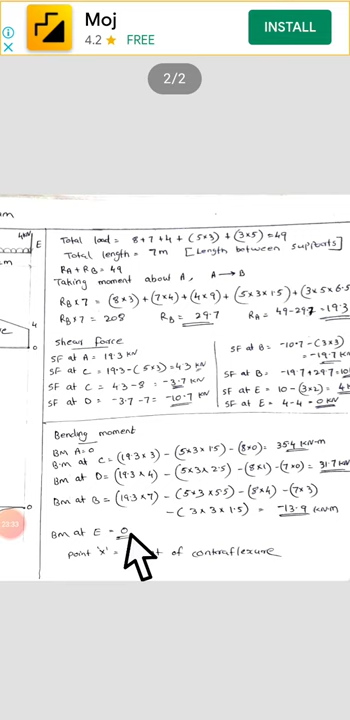 Moj
4.2 ★ FREE
INSTALL
2/2
4kN
E
m
4
0
Total load = 8+7+4 + (5×3) + (3×5) = 49
Total length = 7m [Length between supports]
RA + RB = 49
Taking moment about A, A → B
RB×7 = (8×3) + (7×4) + (4×9) + (5×3×1.5) + (3×5×6.5
RB×7 = 208 RB = 29.7 RA = 49-29.7 = 19.3
Shear force
SF at A = 19.3 kN
SF at C = 19.3 - (5×3) = 4.3 kN
SF at C = 4.3 - 8 = -3.7 kN
SF at D = -3.7 - 7 = -10.7 kN
SF at B = -10.7 - (3×3)
= -19.7 kN
SF at B = -19.7 + 29.7 = 10
SF at E = 10 - (3×2) = 4
SF at E = 4 - 4 = 0 kN
Bending moment
BM A = 0
B.m at C = (19.3×3) - (5×3×1.5) - (8×0) = 35.4 kN-m
BM at D = (19.3×4) - (5×3×2.5) - (8×1) - (7×0) = 31.7 kN
BM at B = (19.3×7) - (5×3×5.5) - (8×4) - (7×3)
- (3×3×1.5) = -13.9 kNm
23:23
BM at E = 0
point 'x' = of contraflexure